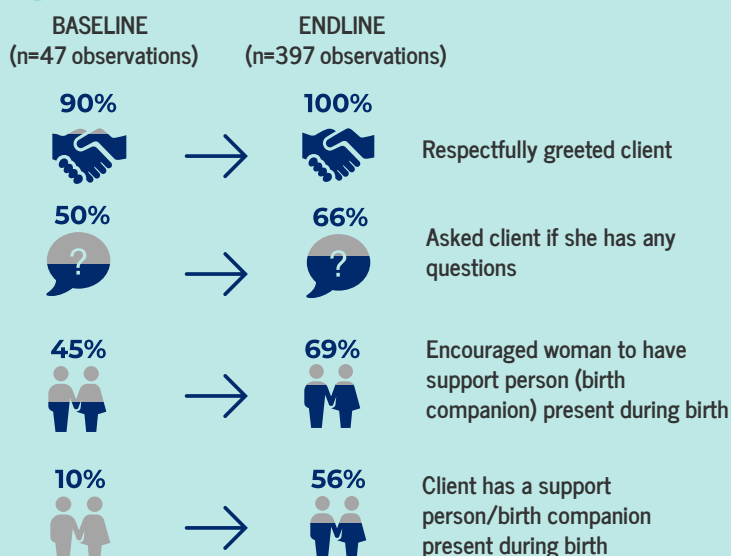 BASELINE
(n=47 observations)
ENDLINE
(n=397 observations)
90%
100%
Respectfully greeted client
50%
?
66%
?
Asked client if she has any
questions
45%
69%
Encouraged woman to have
support person (birth
companion) present during birth
10%
56%
Client has a support
person/birth companion
present during birth